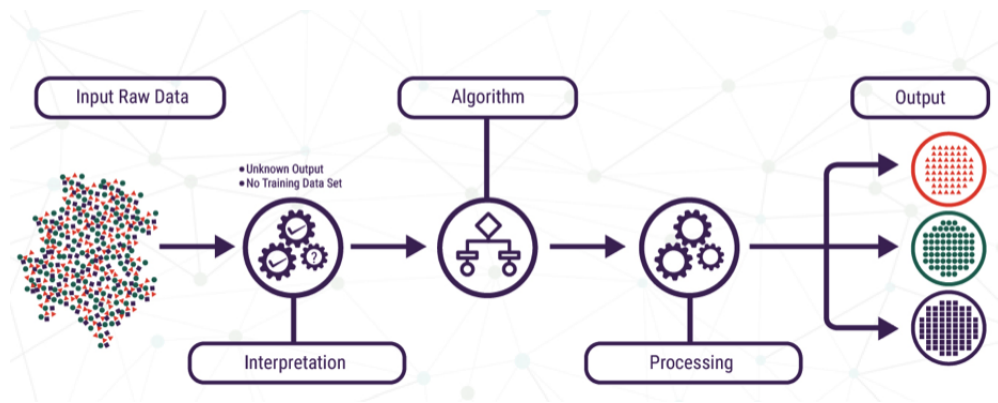 Input Raw Data
Algorithm
Output
• Unknown Output
• No Training Data Set
?
Interpretation
Processing